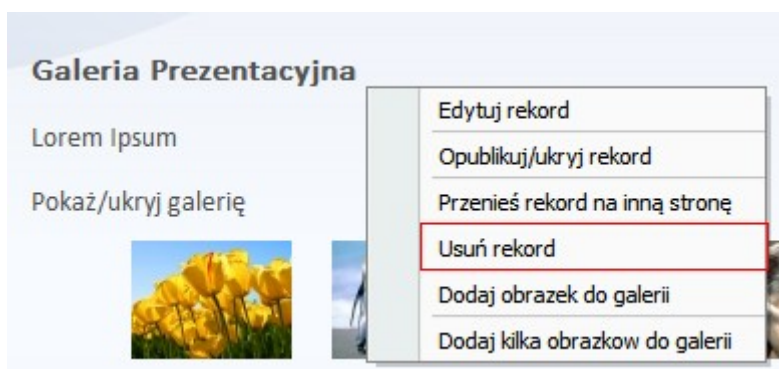 Galeria Prezentacyjna
Lorem Ipsum
Pokaż/ukryj galerię
Edytuj rekord
Opublikuj/ukryj rekord
Przenieś rekord na inną stronę
Usuń rekord
Dodaj obrazek do galerii
Dodaj kilka obrazkow do galerii